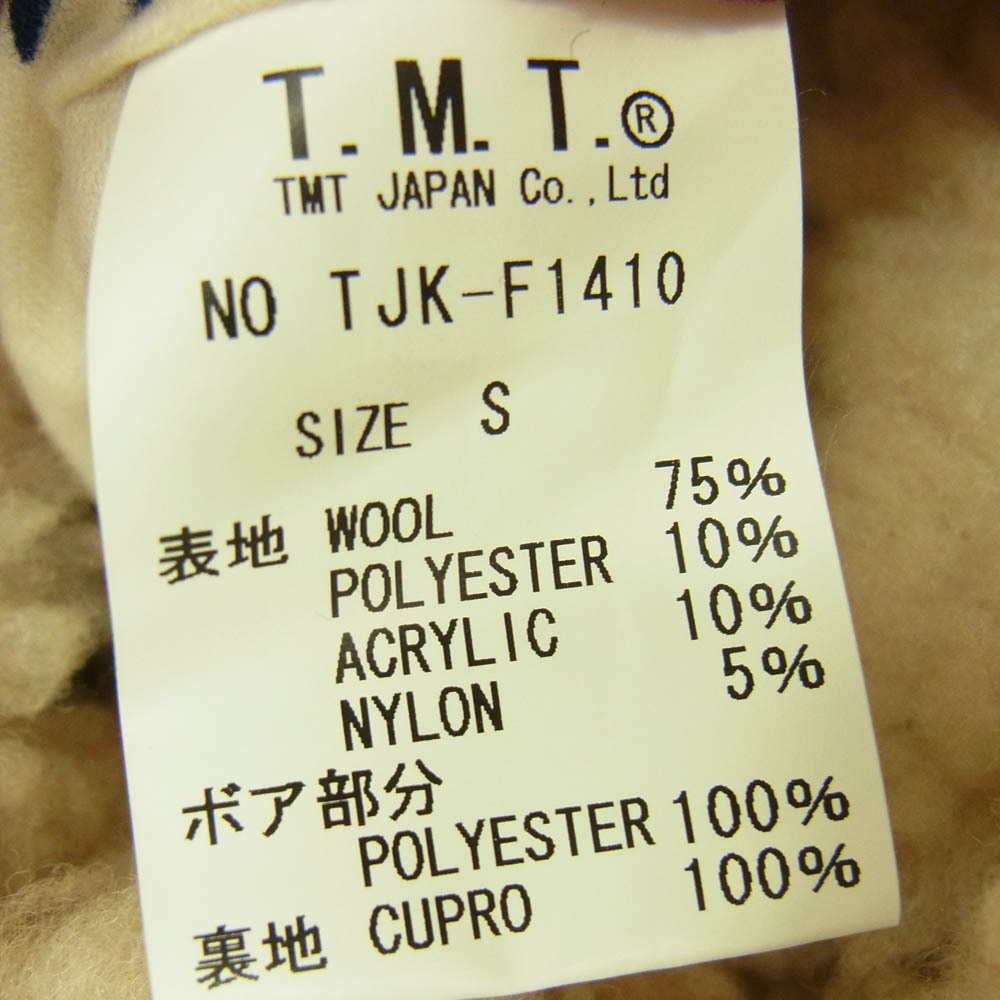 T.M.T.®
TMT JAPAN Co.,Ltd
NO TJK-F1410
SIZE S
表地 WOOL 75%
POLYESTER 10%
ACRYLIC 10%
NYLON 5%
ボア部分
POLYESTER 100%
裏地 CUPRO 100%